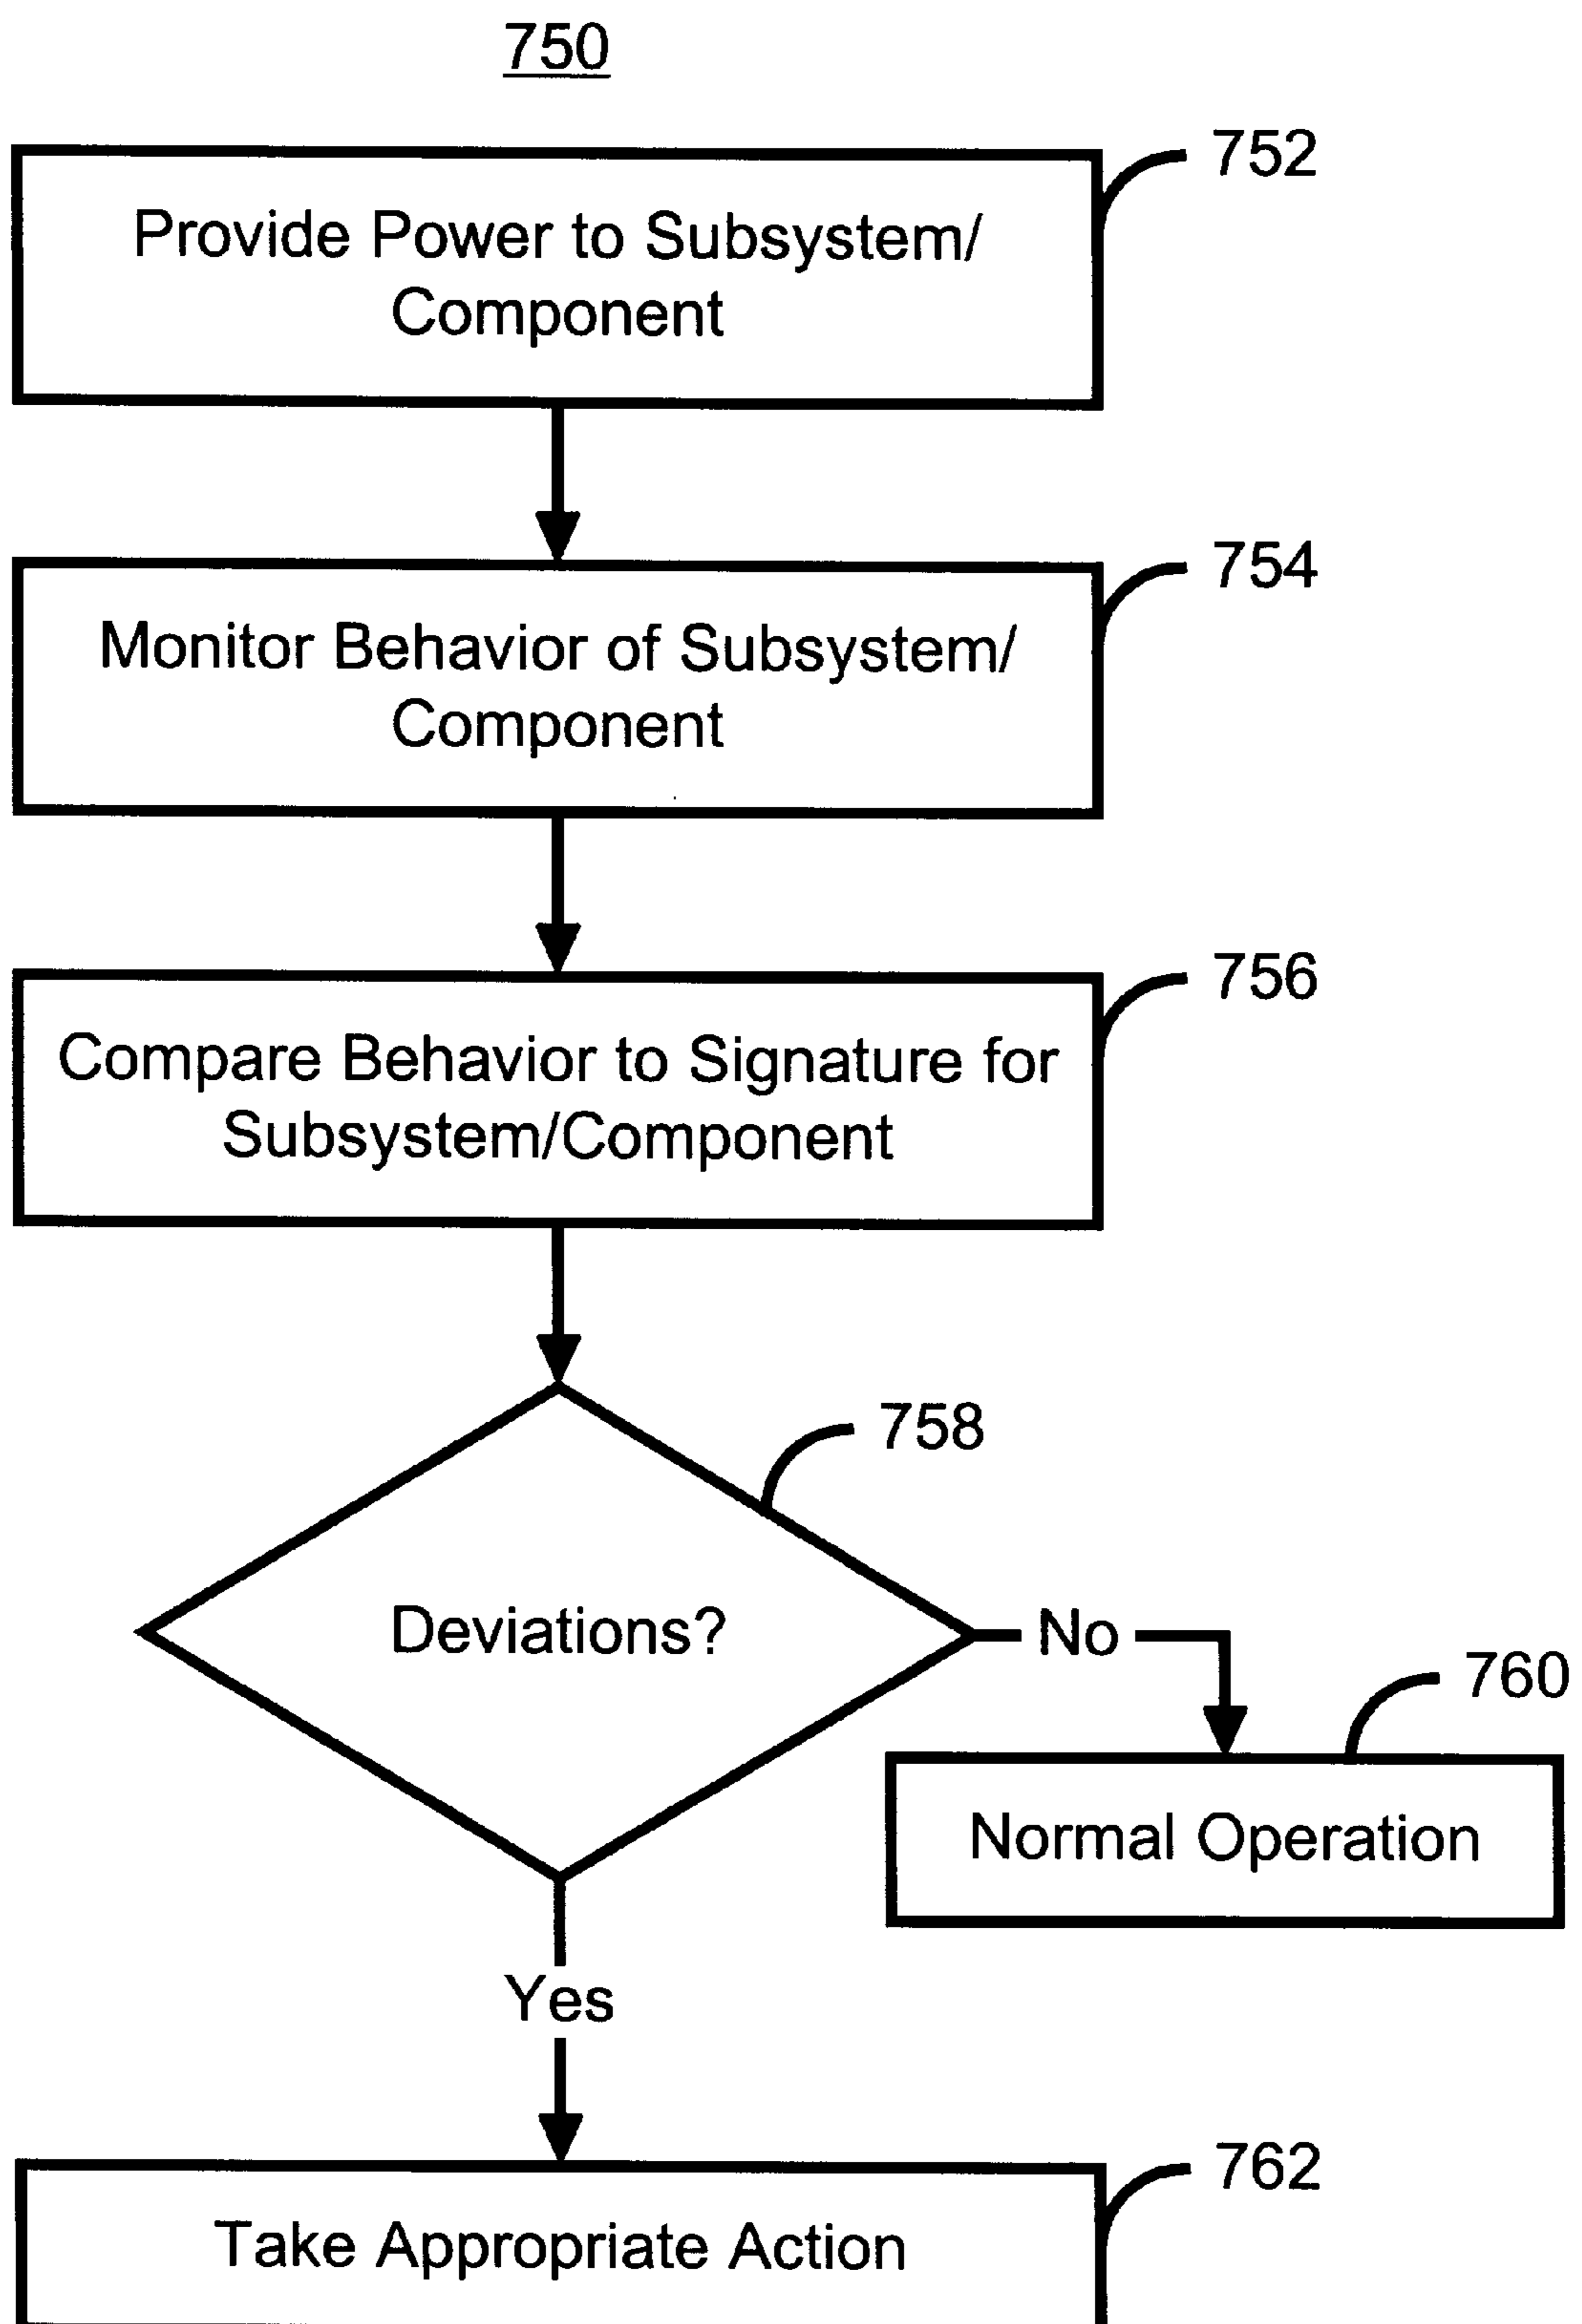 750
752
Provide Power to Subsystem/
Component
754
Monitor Behavior of Subsystem/
Component
756
Compare Behavior to Signature for
Subsystem/Component
758
Deviations?
No
760
Normal Operation
Yes
762
Take Appropriate Action